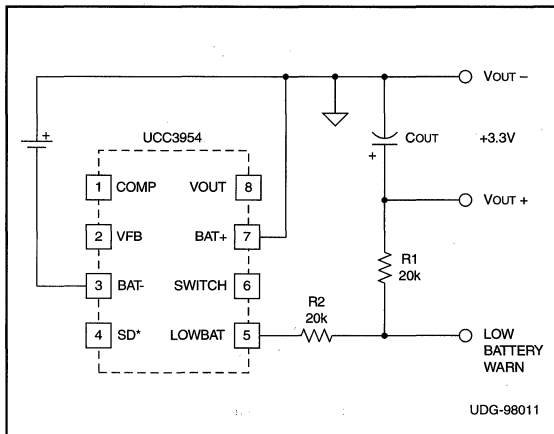 VOUT –
+
UCC3954
COUT
+3.3V
+
1 COMP VOUT 8
2 VFB BAT+ 7
VOUT +
R1
20k
3 BAT- SWITCH 6
R2
20k
4 SD* LOWBAT 5
LOW
BATTERY
WARN
UDG-98011